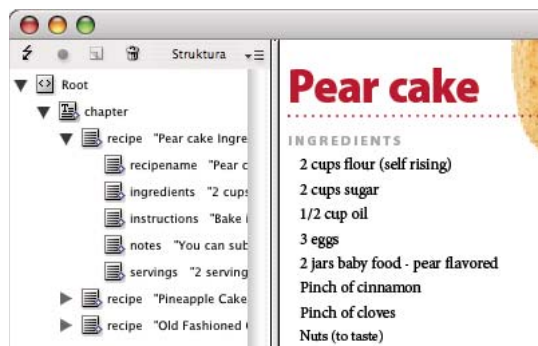 Struktura
Root
chapter
recipe "Pear cake Ingre
recipename "Pear c
ingredients "2 cups
instructions "Bake i
notes "You can sub
servings "2 serving
recipe "Pineapple Cake
recipe "Old Fashioned
Pear cake
INGREDIENTS
2 cups flour (self rising)
2 cups sugar
1/2 cup oil
3 eggs
2 jars baby food - pear flavored
Pinch of cinnamon
Pinch of cloves
Nuts (to taste)